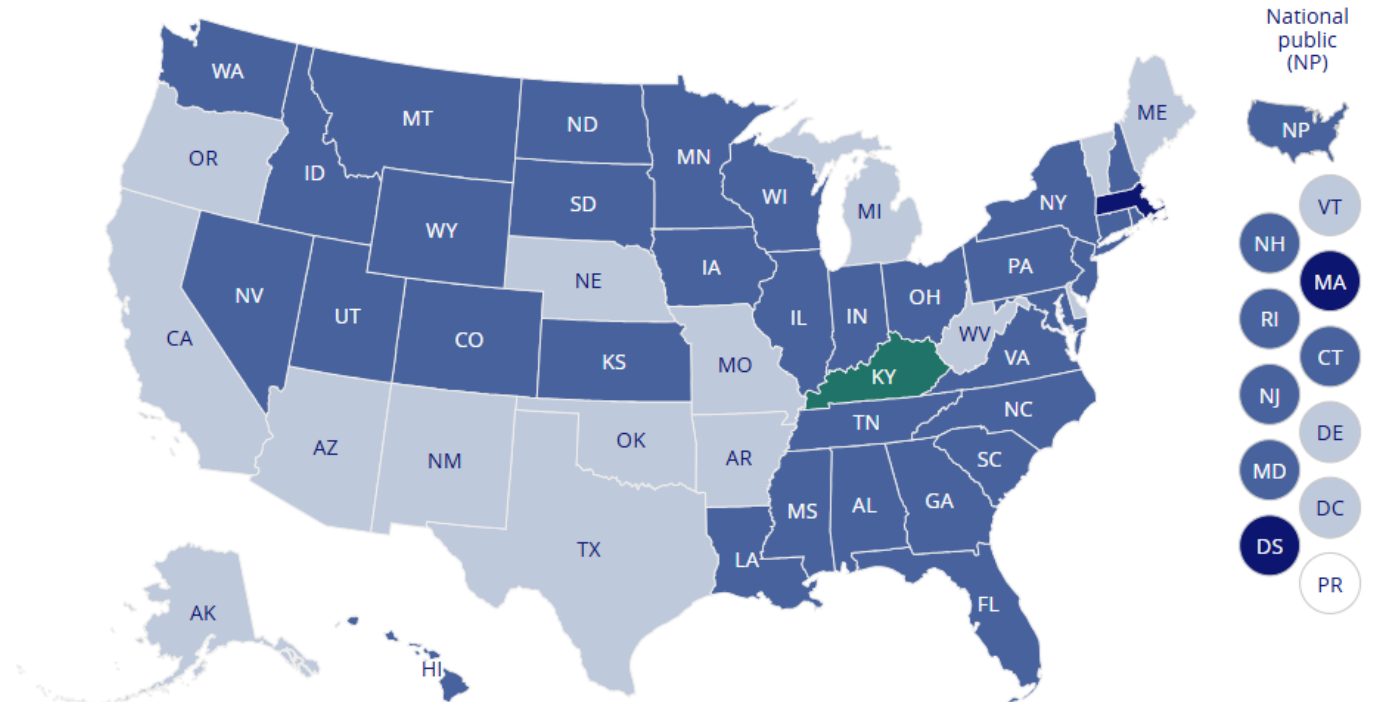 National
public
(NP)
WA
MT
ND
MN
ME
NP
OR
ID
SD
WI
MI
NY
VT
WY
NH
IA
PA
MA
NE
NV
UT
IL
IN
OH
RI
CO
CA
KS
MO
WV
VA
CT
KY
NJ
TN
NC
AZ
NM
OK
AR
SC
DE
MD
MS
AL
GA
DC
TX
LA
DS
PR
AK
FL
HI